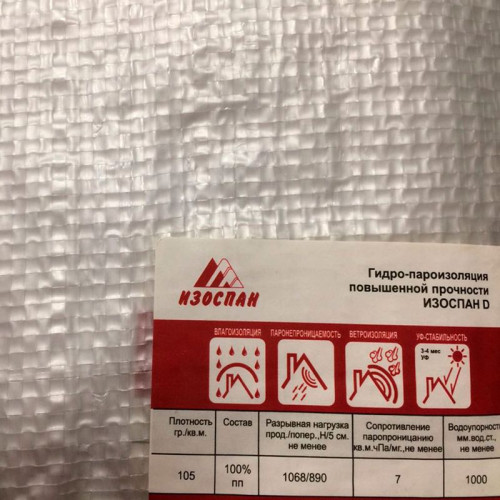 Гидро-пароизоляция
повышенной прочности
ИЗОСПАН D
ИЗОСПАН
ВЛАГОИЗОЛЯЦИЯ ПАРОНЕПРОНИЦАЕМОСТЬ ВЕТРОИЗОЛЯЦИЯ УФ-СТАБИЛЬНОСТЬ
3-4 мес
УФ
Плотность Состав Разрывная нагрузка Сопротивление Водоупорность
гр./кв.м. прод./попер.,Н/5 см. паропроницанию мм.вод.ст.,
не менее кв.м.чПа/мг.,не менее не менее
105 100% 1068/890 7 1000
пп